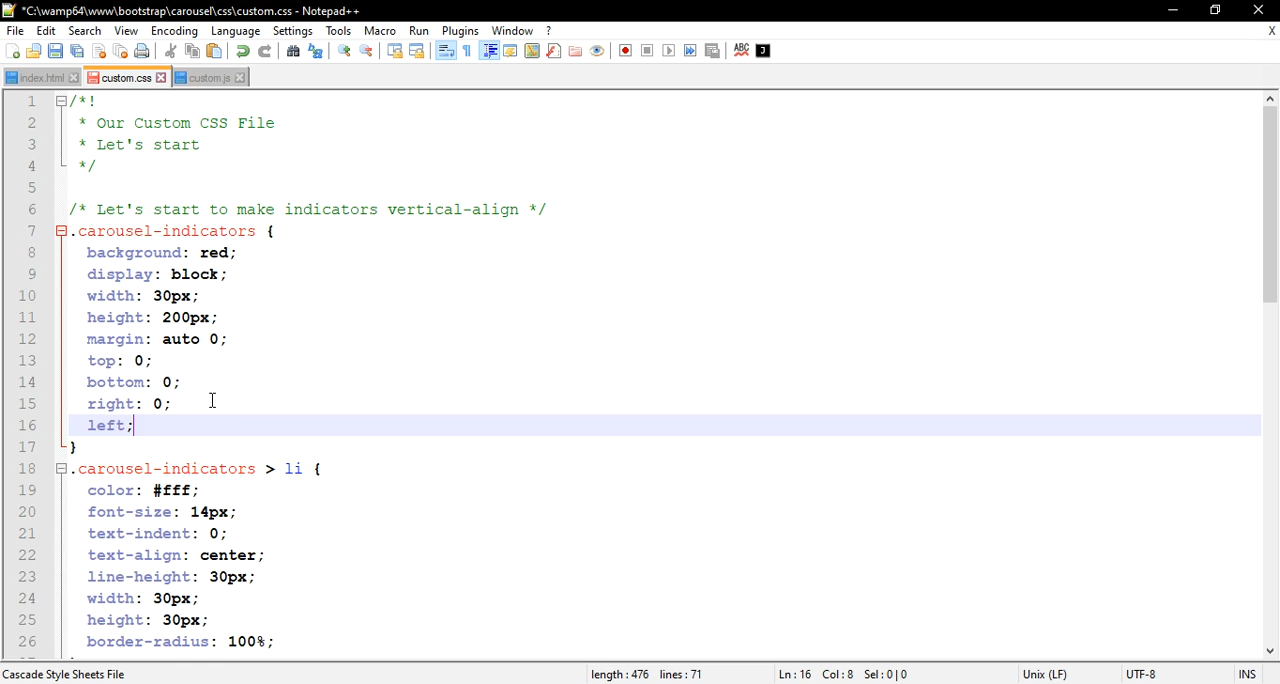 *C:\wamp64\www\bootstrap\carousel\css\custom.css - Notepad++
File Edit Search View Encoding Language Settings Tools Macro Run Plugins Window ? X
index.html custom.css custom.js
1 /*!
2 * Our Custom CSS File
3 * Let's start
4 */
5
6 /* Let's start to make indicators vertical-align */
7 .carousel-indicators {
8 background: red;
9 display: block;
10 width: 30px;
11 height: 200px;
12 margin: auto 0;
13 top: 0;
14 bottom: 0;
15 right: 0;
16 left;
17 }
18 .carousel-indicators > li {
19 color: #fff;
20 font-size: 14px;
21 text-indent: 0;
22 text-align: center;
23 line-height: 30px;
24 width: 30px;
25 height: 30px;
26 border-radius: 100%;
Cascade Style Sheets File length : 476 lines : 71 Ln : 16 Col : 8 Sel : 0 | 0 Unix (LF) UTF-8 INS